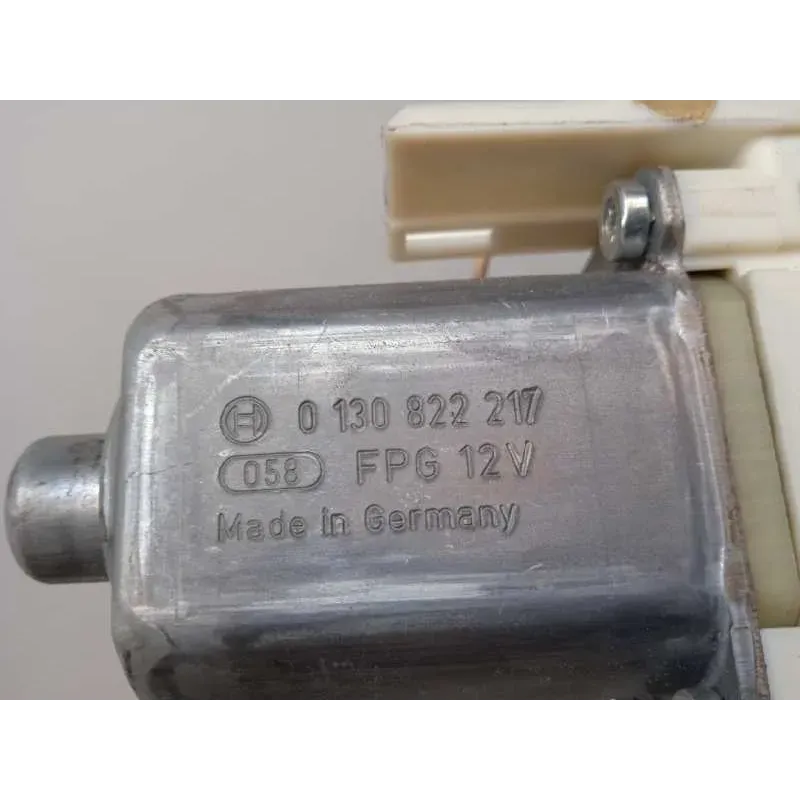 0 130 822 217
058 FPG 12V
Made in Germany